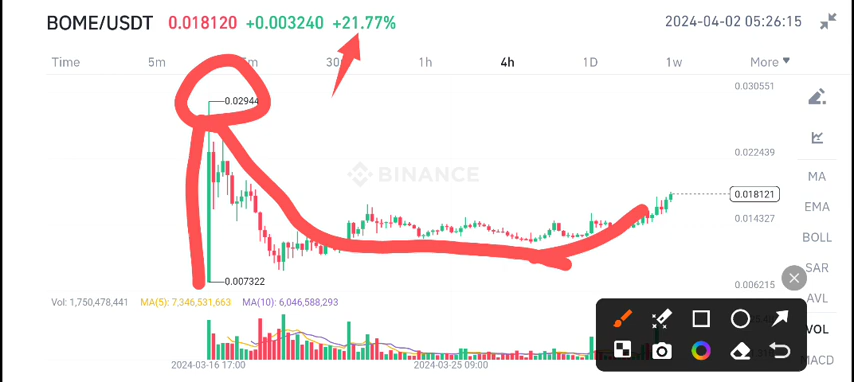 BOME/USDT 0.018120 +0.003240 +21.77% 2024-04-02 05:26:15
Time 5m 30 1h 4h 1D 1w More
0.030551
0.02944
0.022439
BINANCE
MA
0.018121
EMA
0.014327
BOLL
SAR
0.007322
0.006215
AVL
Vol: 1,750,478,441 MA(5): 7,346,531,663 MA(10): 6,046,588,293
VOL
MACD
2024-03-16 17:00 2024-03-25 09:00